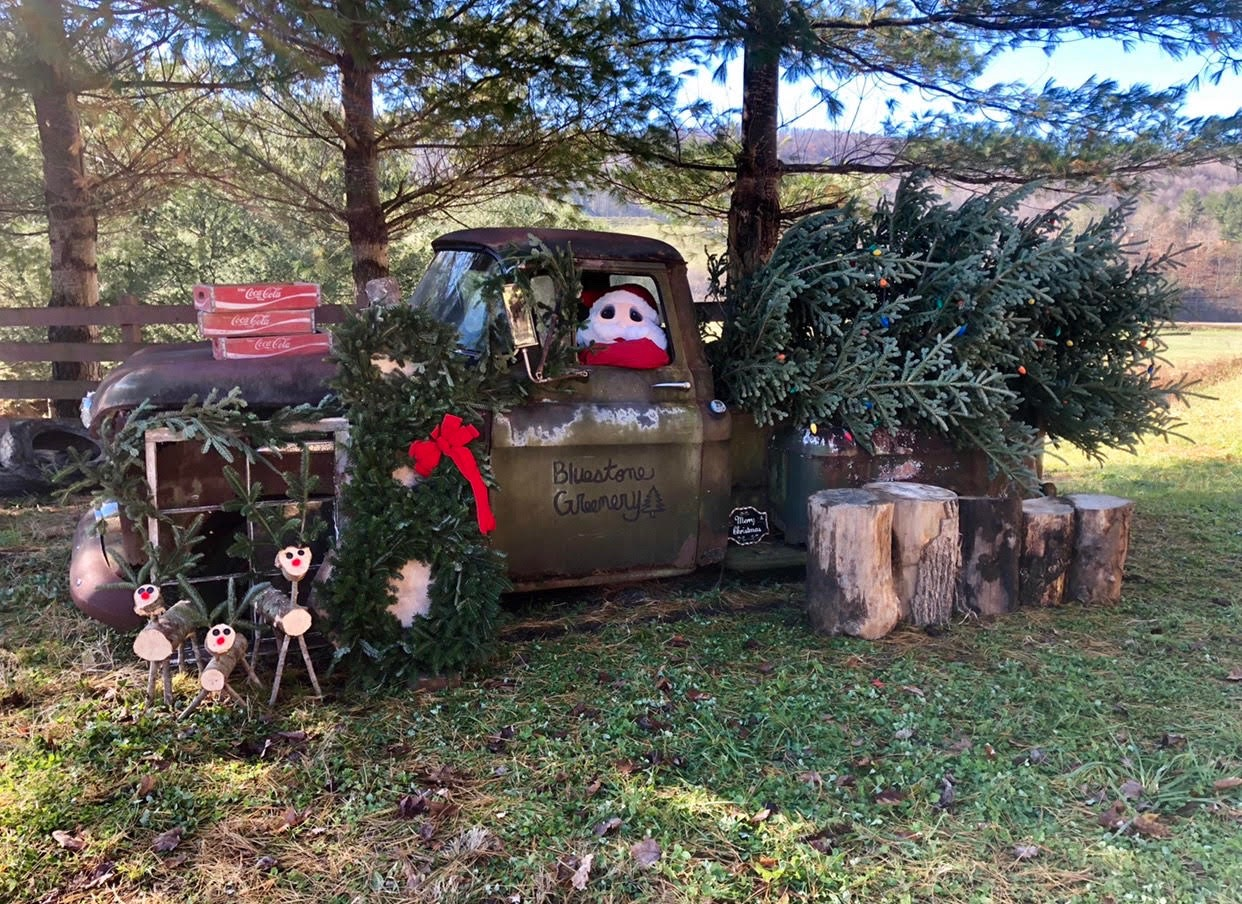 Coca-Cola
Coca-Cola
Coca-Cola
Bluestone
Greenery
Merry
Christmas